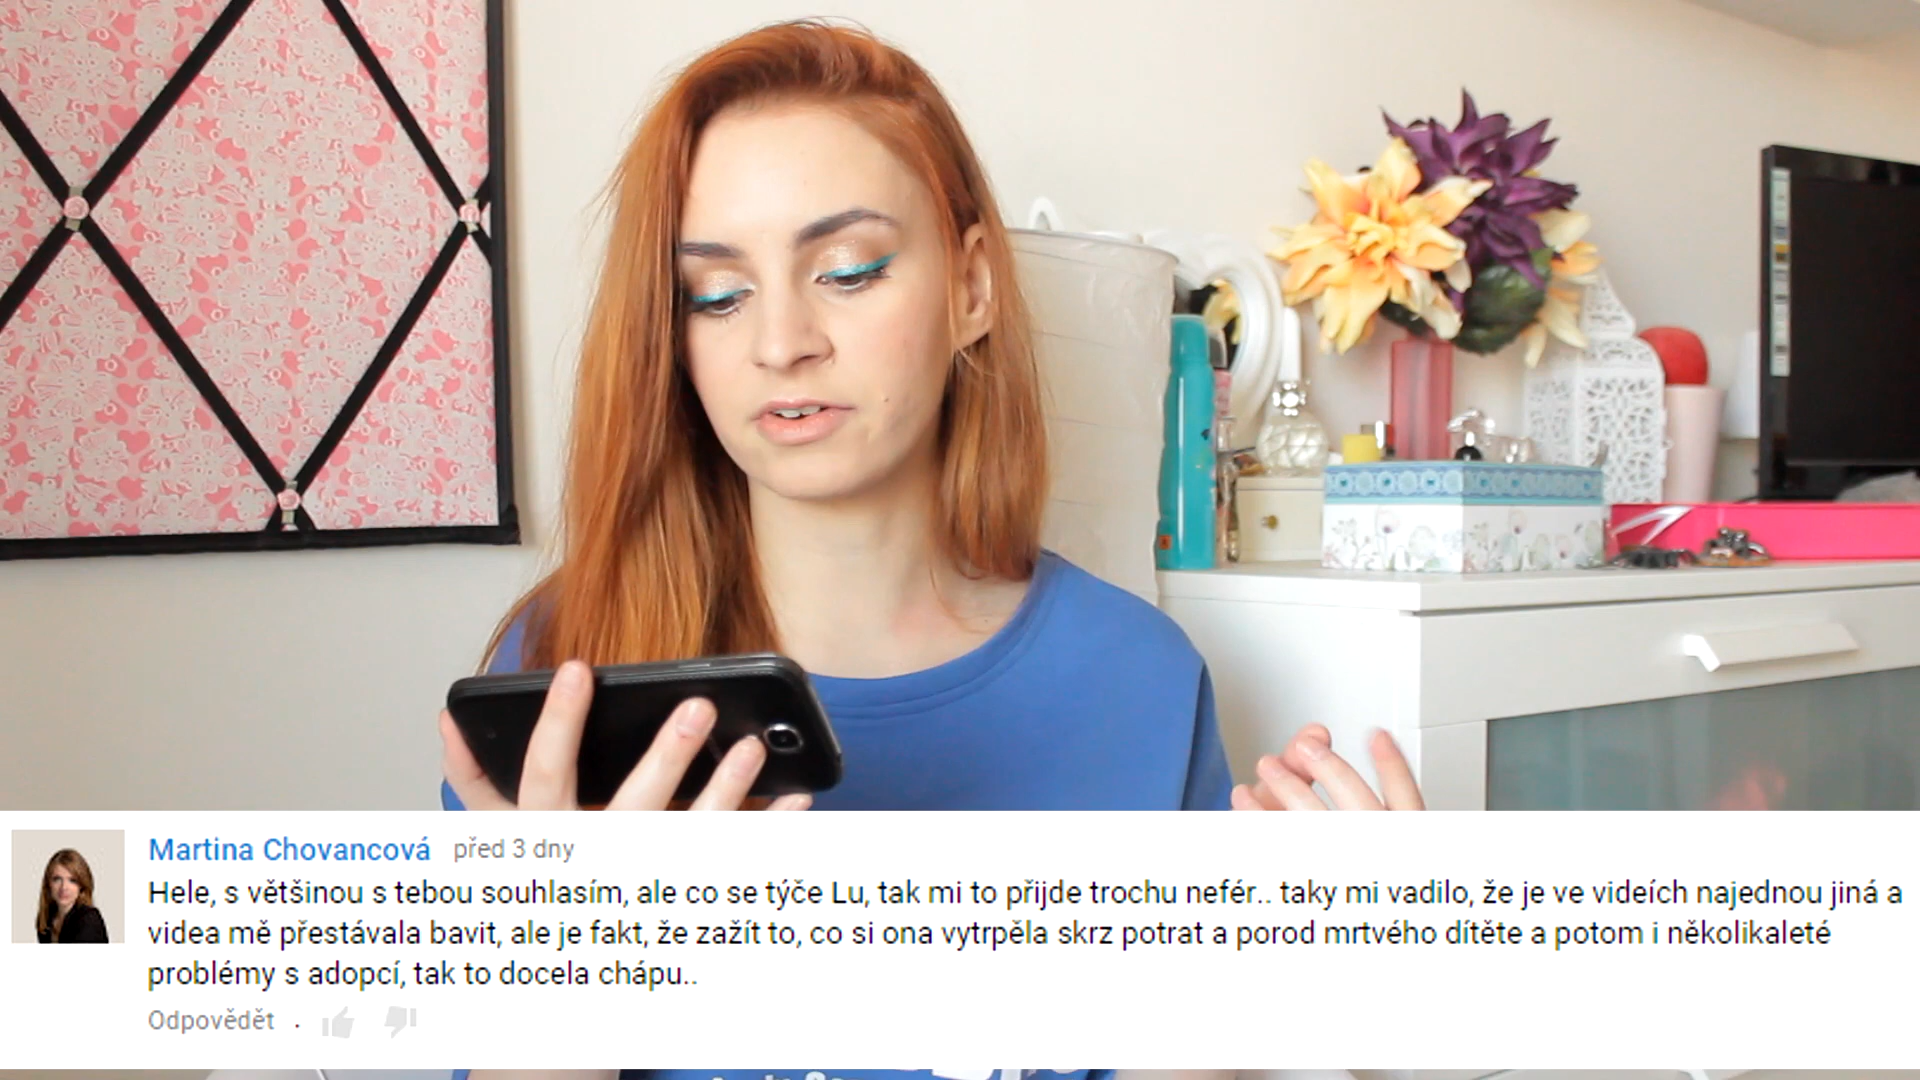 Martina Chovancová před 3 dny
Hele, s většinou s tebou souhlasím, ale co se týče Lu, tak mi to přijde trochu nefér.. taky mi vadilo, že je ve videích najednou jiná a
videa mě přestávala bavit, ale je fakt, že zažít to, co si ona vytrpěla skrz potrat a porod mrtvého dítěte a potom i několikaleté
problémy s adopcí, tak to docela chápu..
Odpovědět .